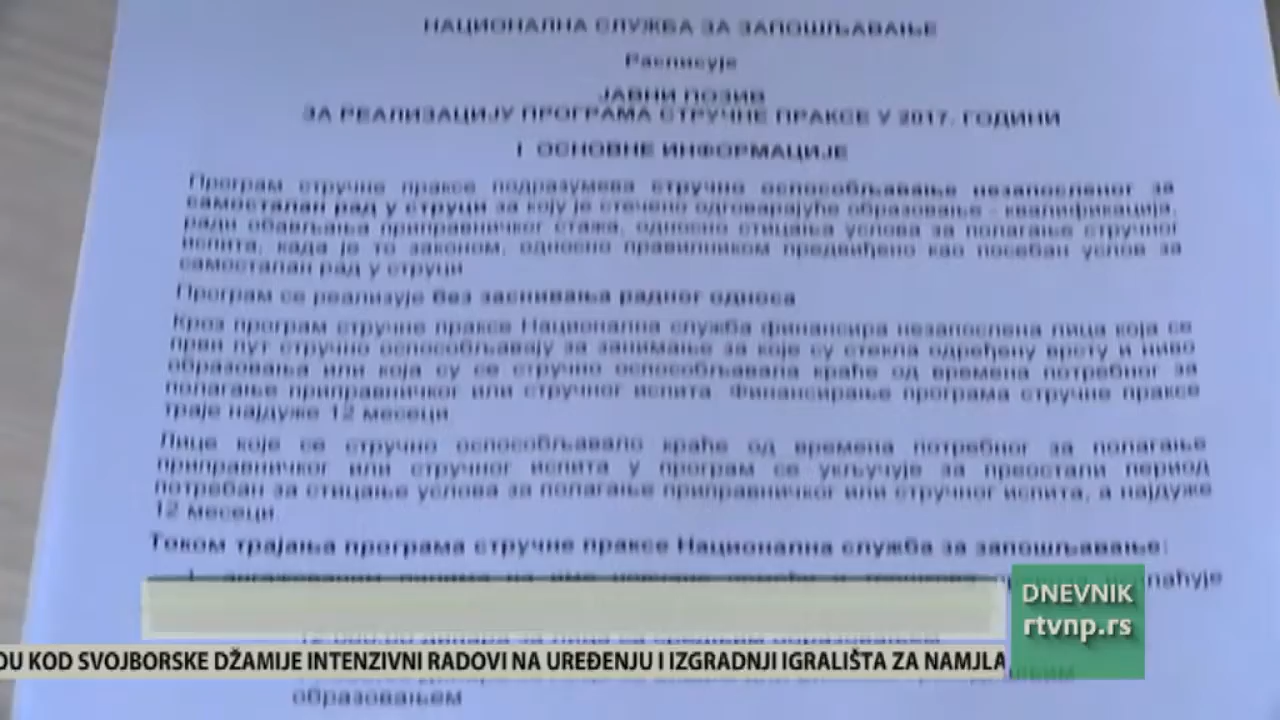 НАЦИОНАЛНА СЛУЖБА ЗА ЗАПОШЉАВАЊЕ
Расписује
ЈАВНИ ПОЗИВ
ЗА РЕАЛИЗАЦИЈУ ПРОГРАМА СТРУЧНЕ ПРАКСЕ У 2017. ГОДИНИ
I ОСНОВНЕ ИНФОРМАЦИЈЕ
Програм стручне праксе подразумева стручно оспособљавање незапосленог за
самосталан рад у струци за коју је стечено одговарајуће образовање - квалификација,
ради обављања приправничког стажа, односно стицања услова за полагање стручног
испита, када је то законом, односно правилником предвиђено као посебан услов за
самосталан рад у струци
Програм се реализује без заснивања радног односа
Кроз програм стручне праксе Национална служба финансира незапослена лица која се
први пут стручно оспособљавају за занимање за које су стекла одређену врсту и ниво
образовања или која су се стручно оспособљавала краће од времена потребног за
полагање приправничког или стручног испита. Финансирање програма стручне праксе
траје најдуже 12 месеци
Лице које се стручно оспособљавало краће од времена потребног за полагање
приправничког или стручног испита у програм се укључује за преостали период
потребан за стицање услова за полагање приправничког или стручног испита, а најдуже
12 месеци
Током трајања програма стручне праксе Национална служба за запошљавање:
DNEVNIK
rtvnp.rs
OU KOD SVOJBORSKE DŽAMIJE INTENZIVNI RADOVI NA UREĐENJU I IZGRADNJI IGRALIŠTA ZA NAMJLA
образовањем